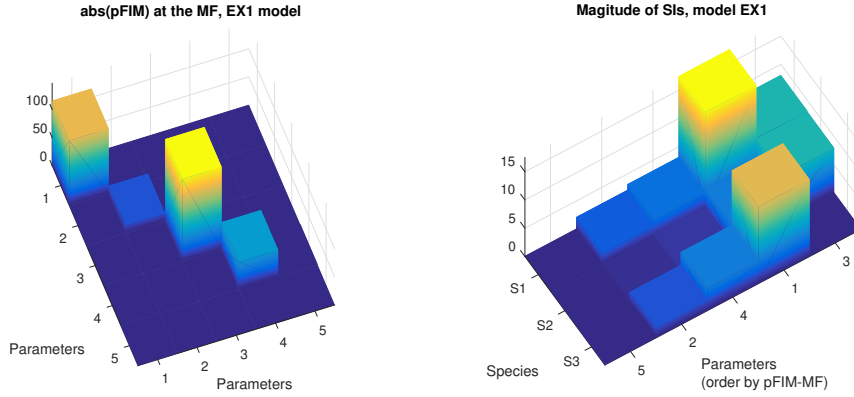 abs(pFIM) at the MF, EX1 model
100
50
0
1
2
3
4
5
Parameters
1
2
3
4
5
Parameters
Magitude of SIs, model EX1
15
10
5
0
S1
S2
S3
Species
5
2
4
1
3
Parameters
(order by pFIM-MF)